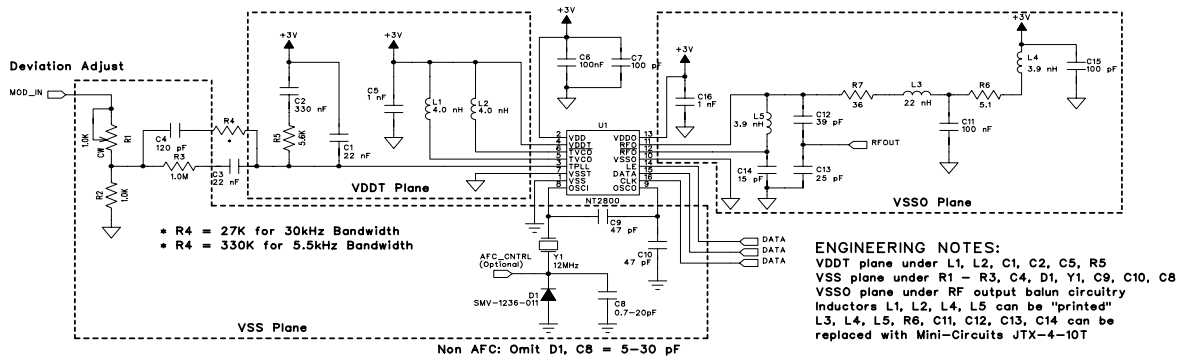 Deviation Adjust
MOD_IN
1.0K
CW
R1
R2
1.0K
C4
120 pF
R3
1.0M
R4
*
C3
22 nF
+3V
C2
330 nF
R5
5.6K
C1
22 nF
+3V
C5
1 nF
L1
4.0 nH
L2
4.0 nH
VDDT Plane
* R4 = 27K for 30kHz Bandwidth
* R4 = 330K for 5.5kHz Bandwidth
+3V
C6
100nF
C7
100 pF
U1
2 VDD VDDO 13
4 VDDT RFO 11
6 TVCO RFO 12
5 TVCO VSSO 10
3 TPLL LE 14
7 VSST DATA 15
1 VSS CLK 16
8 OSCI OSCO 9
NT2800
+3V
C16
1 nF
L5
3.9 nH
C12
39 pF
C14
15 pF
C13
25 pF
RFOUT
R7
36
L3
22 nH
C11
100 nF
R6
5.1
+3V
L4
3.9 nH
C15
100 pF
VSSO Plane
C9
47 pF
C10
47 pF
Y1
12MHz
AFC_CNTRL
(Optional)
D1
SMV-1236-011
C8
0.7-20pF
DATA
DATA
DATA
VSS Plane
Non AFC: Omit D1, C8 = 5-30 pF
ENGINEERING NOTES:
VDDT plane under L1, L2, C1, C2, C5, R5
VSS plane under R1 - R3, C4, D1, Y1, C9, C10, C8
VSSO plane under RF output balun circuitry
Inductors L1, L2, L4, L5 can be "printed"
L3, L4, L5, R6, C11, C12, C13, C14 can be
replaced with Mini-Circuits JTX-4-10T